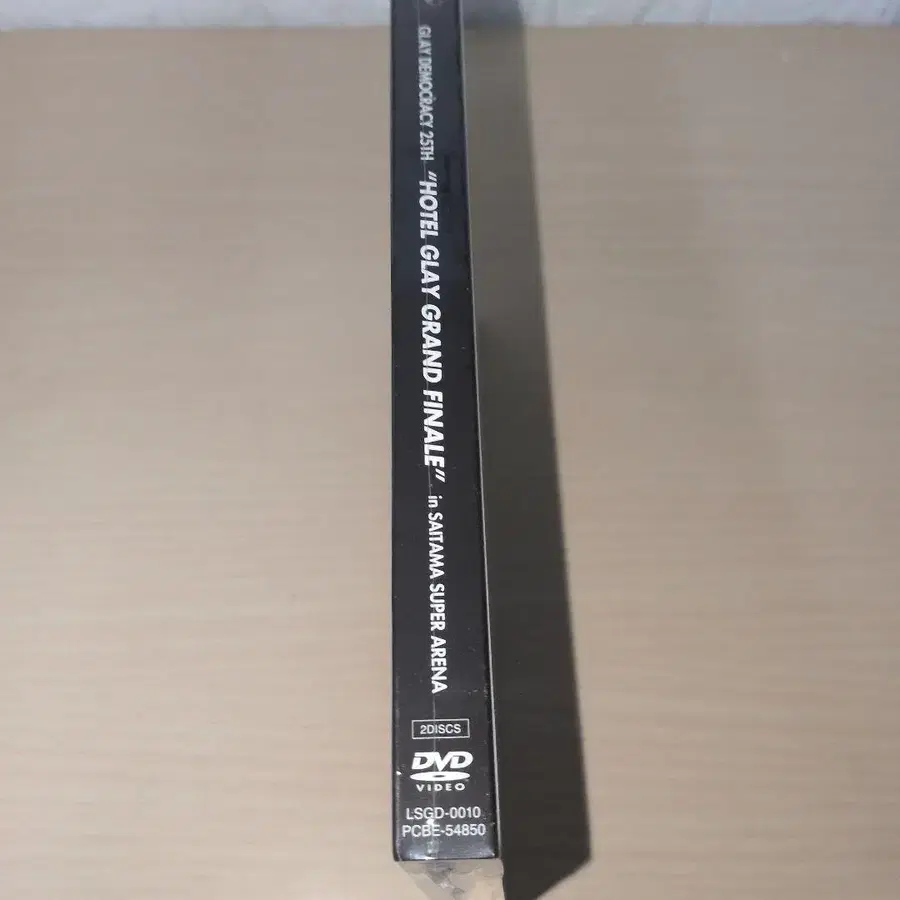 GLAY DEMOCRACY 25TH "HOTEL GLAY GRAND FINALE" in SAITAMA SUPER ARENA
2DISCS
DVD
VIDEO
LSGD-0010
PCBE-54850